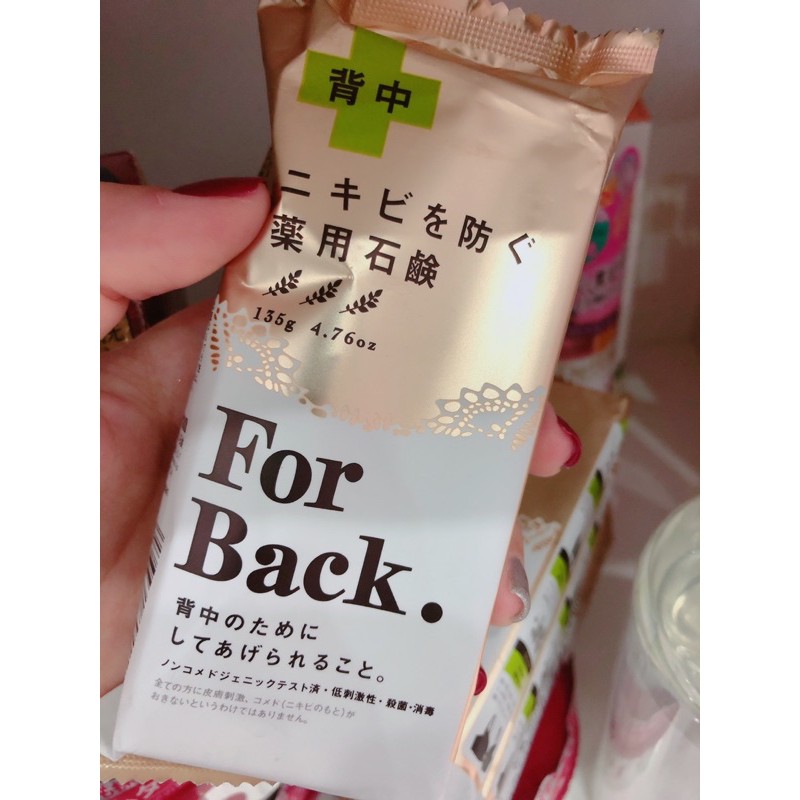 背中
ニキビを防ぐ
薬用石鹸
135g 4.76oz
For
Back.
背中のために
してあげられること。
ノンコメドジェニックテスト済・低刺激性・殺菌・消毒
全ての方に皮膚刺激、コメド(ニキビのもと)が
おきないというわけではありません。